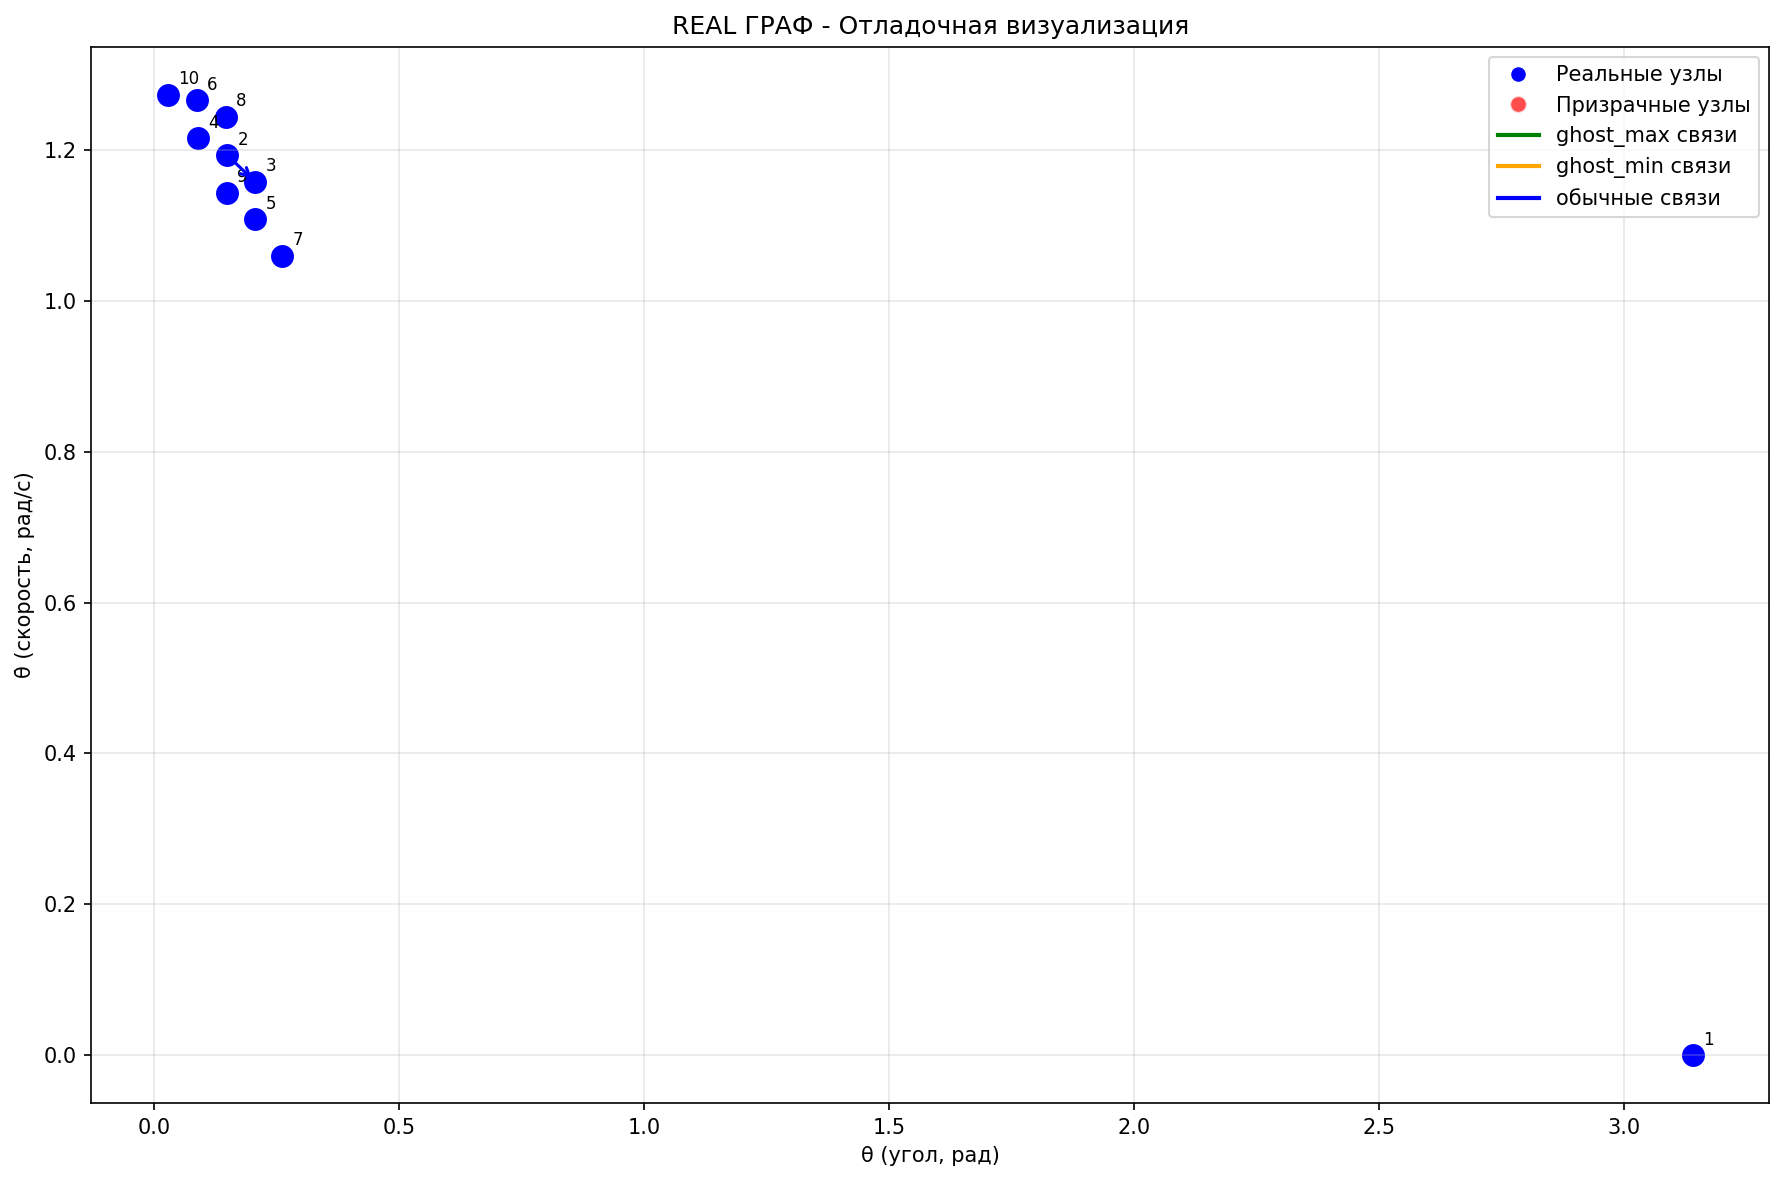 REAL ГРАФ - Отладочная визуализация
Реальные узлы
Призрачные узлы
ghost_max связи
ghost_min связи
обычные связи
10
6
8
4
2
3
9
5
7
1
1.2
1.0
0.8
0.6
0.4
0.2
0.0
θ̇ (скорость, рад/с)
0.0 0.5 1.0 1.5 2.0 2.5 3.0
θ (угол, рад)